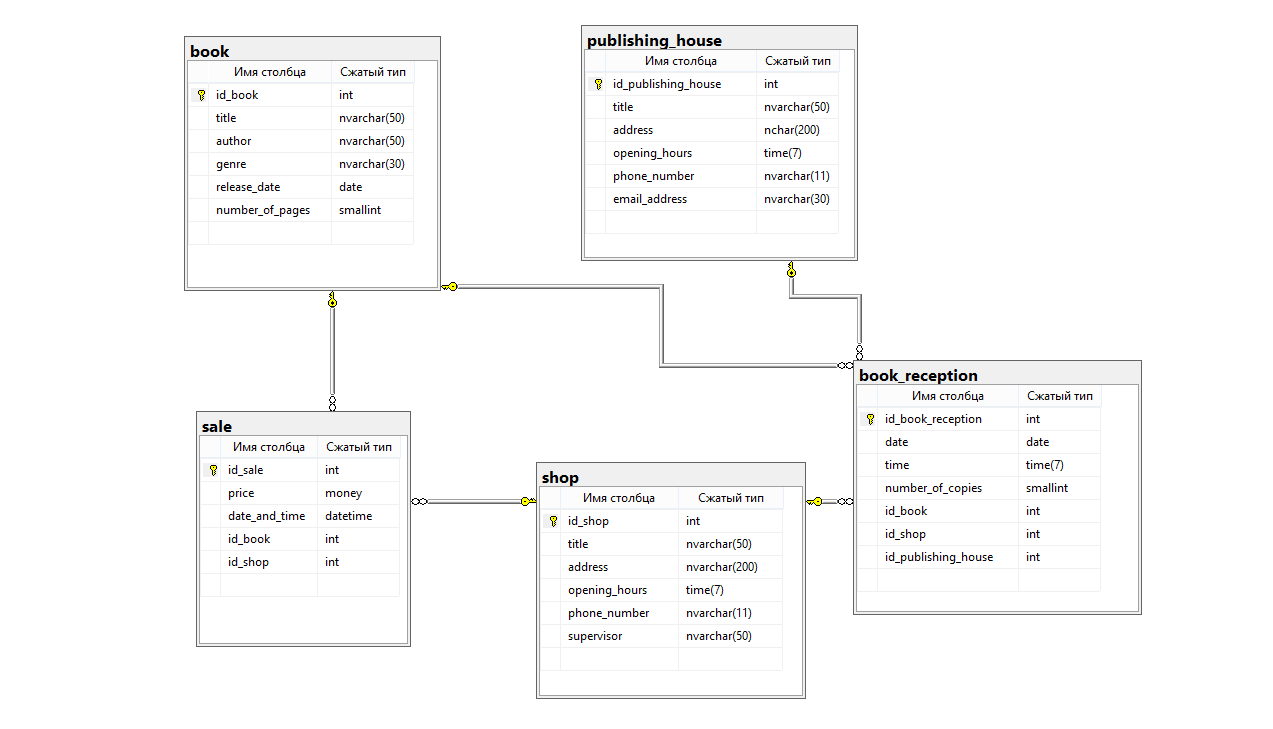 book
Имя столбца Сжатый тип
id_book int
title nvarchar(50)
author nvarchar(50)
genre nvarchar(30)
release_date date
number_of_pages smallint
publishing_house
Имя столбца Сжатый тип
id_publishing_house int
title nvarchar(50)
address nchar(200)
opening_hours time(7)
phone_number nvarchar(11)
email_address nvarchar(30)
book_reception
Имя столбца Сжатый тип
id_book_reception int
date date
time time(7)
number_of_copies smallint
id_book int
id_shop int
id_publishing_house int
sale
Имя столбца Сжатый тип
id_sale int
price money
date_and_time datetime
id_book int
id_shop int
shop
Имя столбца Сжатый тип
id_shop int
title nvarchar(50)
address nvarchar(200)
opening_hours time(7)
phone_number nvarchar(11)
supervisor nvarchar(50)